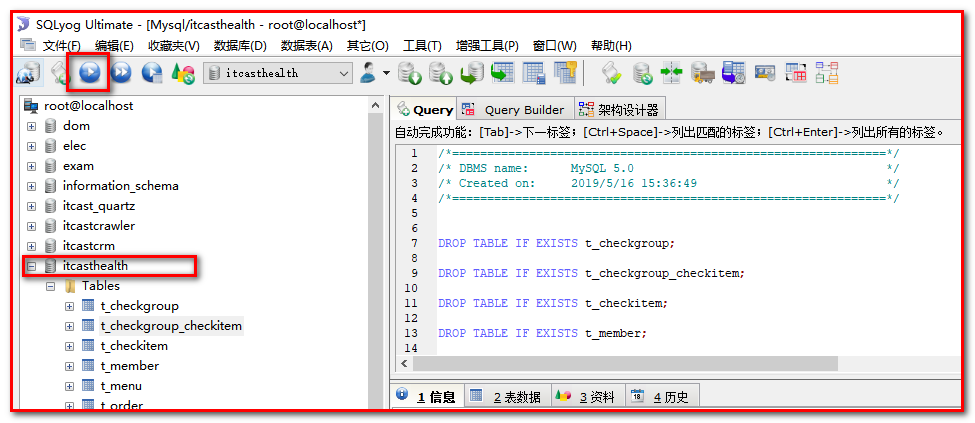 SQLyog Ultimate - [Mysql/itcasthealth - root@localhost*]
文件(F) 编辑(E) 收藏夹(V) 数据库(D) 数据表(A) 其它(O) 工具(T) 增强工具(P) 窗口(W) 帮助(H)
itcasthealth
root@localhost
dom
elec
exam
information_schema
itcast_quartz
itcastcrawler
itcastcrm
itcasthealth
Tables
t_checkgroup
t_checkgroup_checkitem
t_checkitem
t_member
t_menu
t_order
Query Query Builder 架构设计器
自动完成功能: [Tab]->下一标签; [Ctrl+Space]->列出匹配的标签; [Ctrl+Enter]->列出所有的标签。
1 /*==============================================================*/
2 /* DBMS name: MySQL 5.0 */
3 /* Created on: 2019/5/16 15:36:49 */
4 /*==============================================================*/
5
6
7 DROP TABLE IF EXISTS t_checkgroup;
8
9 DROP TABLE IF EXISTS t_checkgroup_checkitem;
10
11 DROP TABLE IF EXISTS t_checkitem;
12
13 DROP TABLE IF EXISTS t_member;
14
1 信息 2 表数据 3 资料 18 4 历史